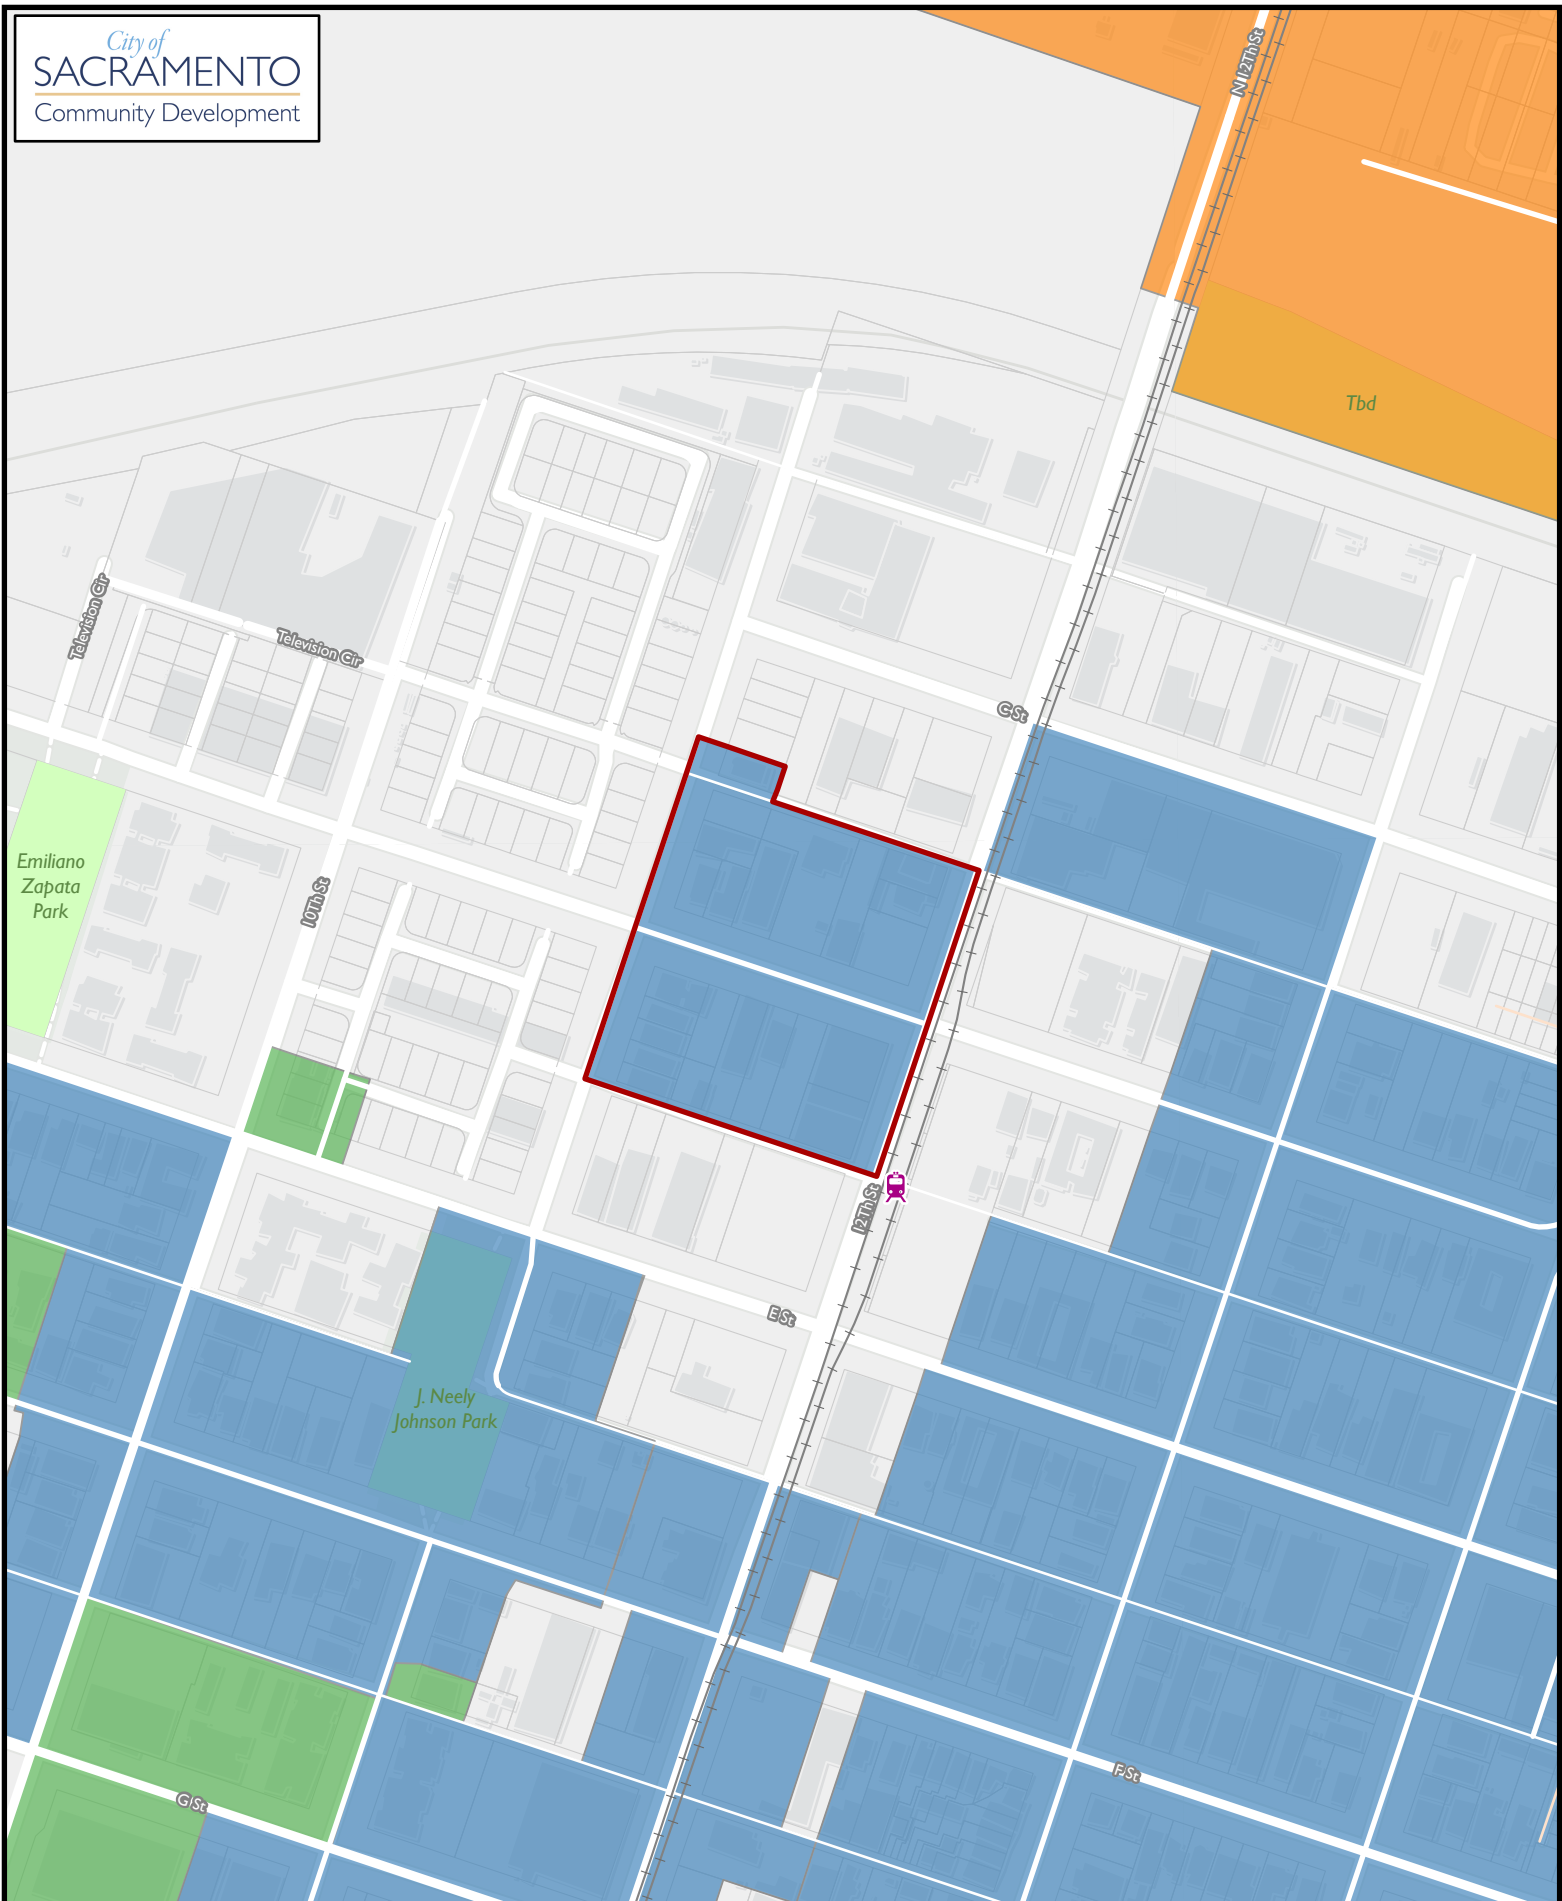 City of
SACRAMENTO
Community Development
N 12Th St
Tbd
Television Cir
Television Cir
C St
Emiliano
Zapata
Park
10Th St
12Th St
E St
J. Neely
Johnson Park
F St
G St